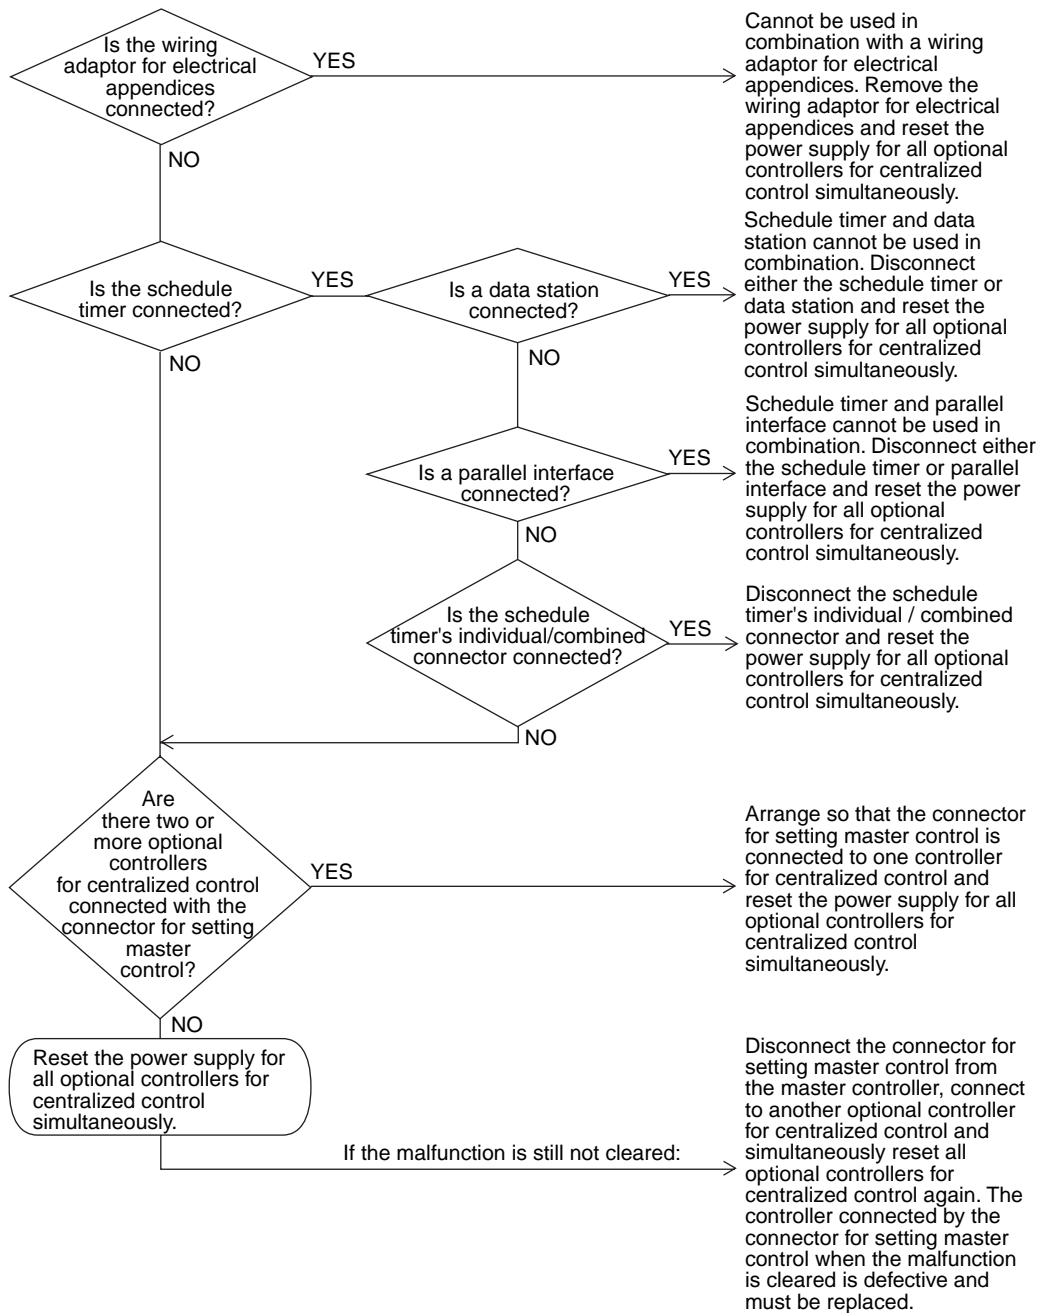 Is the wiring
adaptor for electrical
appendices
connected?
YES
Cannot be used in
combination with a wiring
adaptor for electrical
appendices. Remove the
wiring adaptor for electrical
appendices and reset the
power supply for all optional
controllers for centralized
control simultaneously.
NO
Is the schedule
timer connected?
YES
Is a data station
connected?
YES
Schedule timer and data
station cannot be used in
combination. Disconnect
either the schedule timer or
data station and reset the
power supply for all optional
controllers for centralized
control simultaneously.
NO
NO
Is a parallel interface
connected?
YES
Schedule timer and parallel
interface cannot be used in
combination. Disconnect either
the schedule timer or parallel
interface and reset the power
supply for all optional
controllers for centralized
control simultaneously.
NO
Is the schedule
timer's individual/combined
connector connected?
YES
Disconnect the schedule
timer's individual / combined
connector and reset the
power supply for all optional
controllers for centralized
control simultaneously.
NO
Are
there two or
more optional
controllers
for centralized control
connected with the
connector for setting
master
control?
YES
Arrange so that the connector
for setting master control is
connected to one controller
for centralized control and
reset the power supply for all
optional controllers for
centralized control
simultaneously.
NO
Reset the power supply for
all optional controllers for
centralized control
simultaneously.
If the malfunction is still not cleared:
Disconnect the connector for
setting master control from
the master controller, connect
to another optional controller
for centralized control and
simultaneously reset all
optional controllers for
centralized control again. The
controller connected by the
connector for setting master
control when the malfunction
is cleared is defective and
must be replaced.